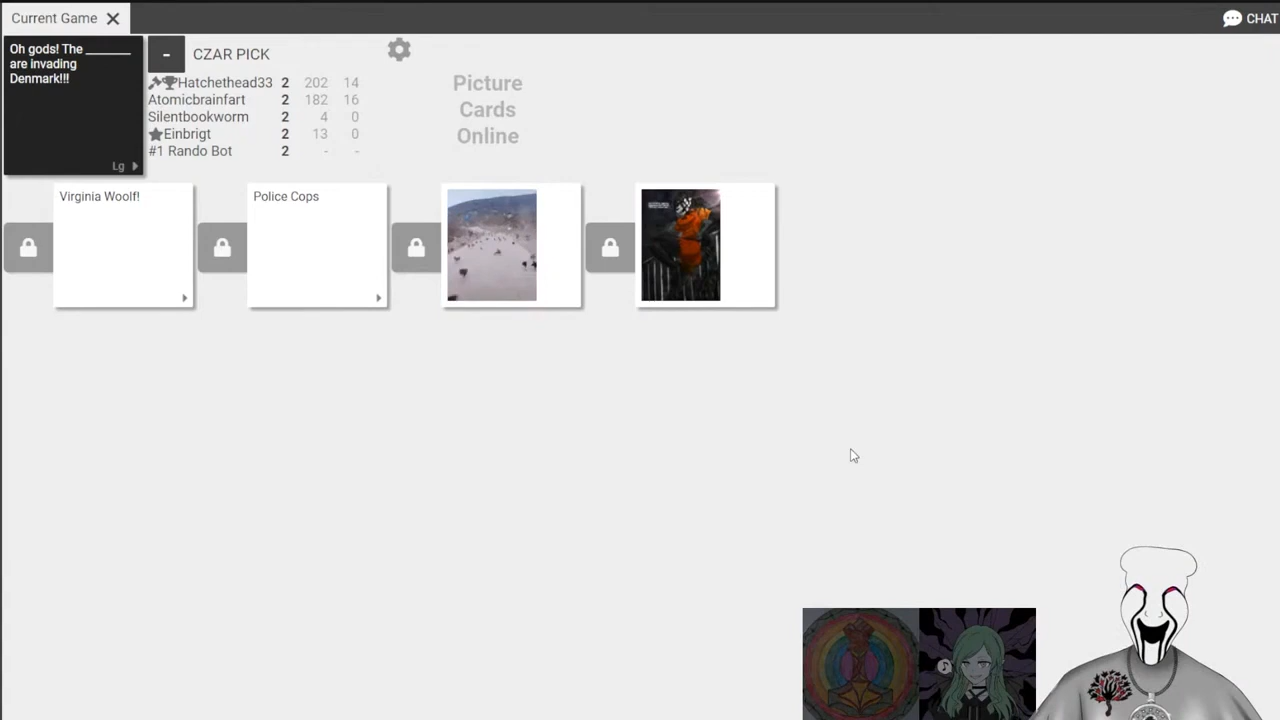 Current Game
CHAT
Oh gods! The ______
are invading
Denmark!!!
Lg
-
CZAR PICK
Hatchethead33 2 202 14
Atomicbrainfart 2 182 16
Silentbookworm 2 4 0
Einbrigt 2 13 0
#1 Rando Bot 2 - -
Picture
Cards
Online
Virginia Woolf!
Police Cops